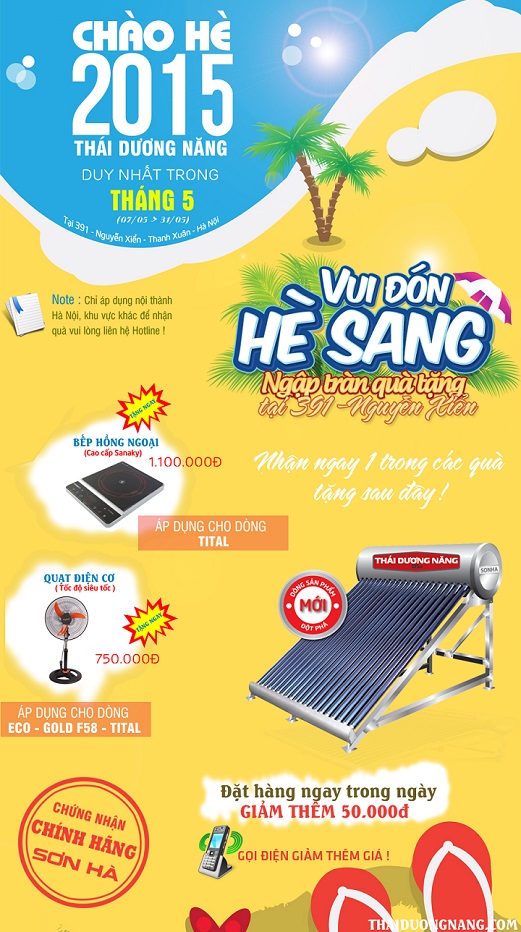 CHÀO HÈ
2015
THÁI DƯƠNG NĂNG
DUY NHẤT TRONG
THÁNG 5
(07/05 > 31/05)
Tại 391 - Nguyễn Xiển - Thanh Xuân - Hà Nội
Note : Chỉ áp dụng nội thành
Hà Nội, khu vực khác để nhận
quà vui lòng liên hệ Hotline !
VUI ĐÓN
HÈ SANG
Ngập tràn quà tặng
tại 391 -Nguyễn Xiển
TẶNG NGAY
BẾP HỒNG NGOẠI
(Cao cấp Sanaky)
1.100.000Đ
ÁP DỤNG CHO DÒNG
TITAL
Nhận ngay 1 trong các quà
tặng sau đây !
QUẠT ĐIỆN CƠ
( Tốc độ siêu tốc )
TẶNG NGAY
750.000Đ
ÁP DỤNG CHO DÒNG
ECO - GOLD F58 - TITAL
THÁI DƯƠNG NĂNG
SONHA
DÒNG SẢN PHẨM
MỚI
ĐỘT PHÁ
Đặt hàng ngay trong ngày
GIẢM THÊM 50.000đ
GỌI ĐIỆN GIẢM THÊM GIÁ !
CHỨNG NHẬN
CHÍNH HÃNG
SƠN HÀ
THAIDUONGNANG.COM